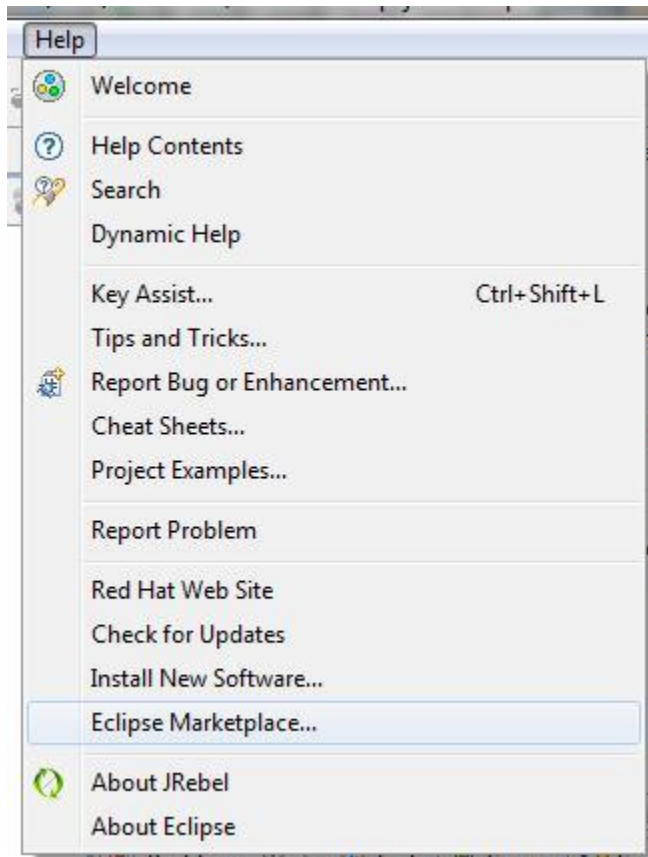 Help
Welcome
Help Contents
Search
Dynamic Help
Key Assist... Ctrl+Shift+L
Tips and Tricks...
Report Bug or Enhancement...
Cheat Sheets...
Project Examples...
Report Problem
Red Hat Web Site
Check for Updates
Install New Software...
Eclipse Marketplace...
About JRebel
About Eclipse